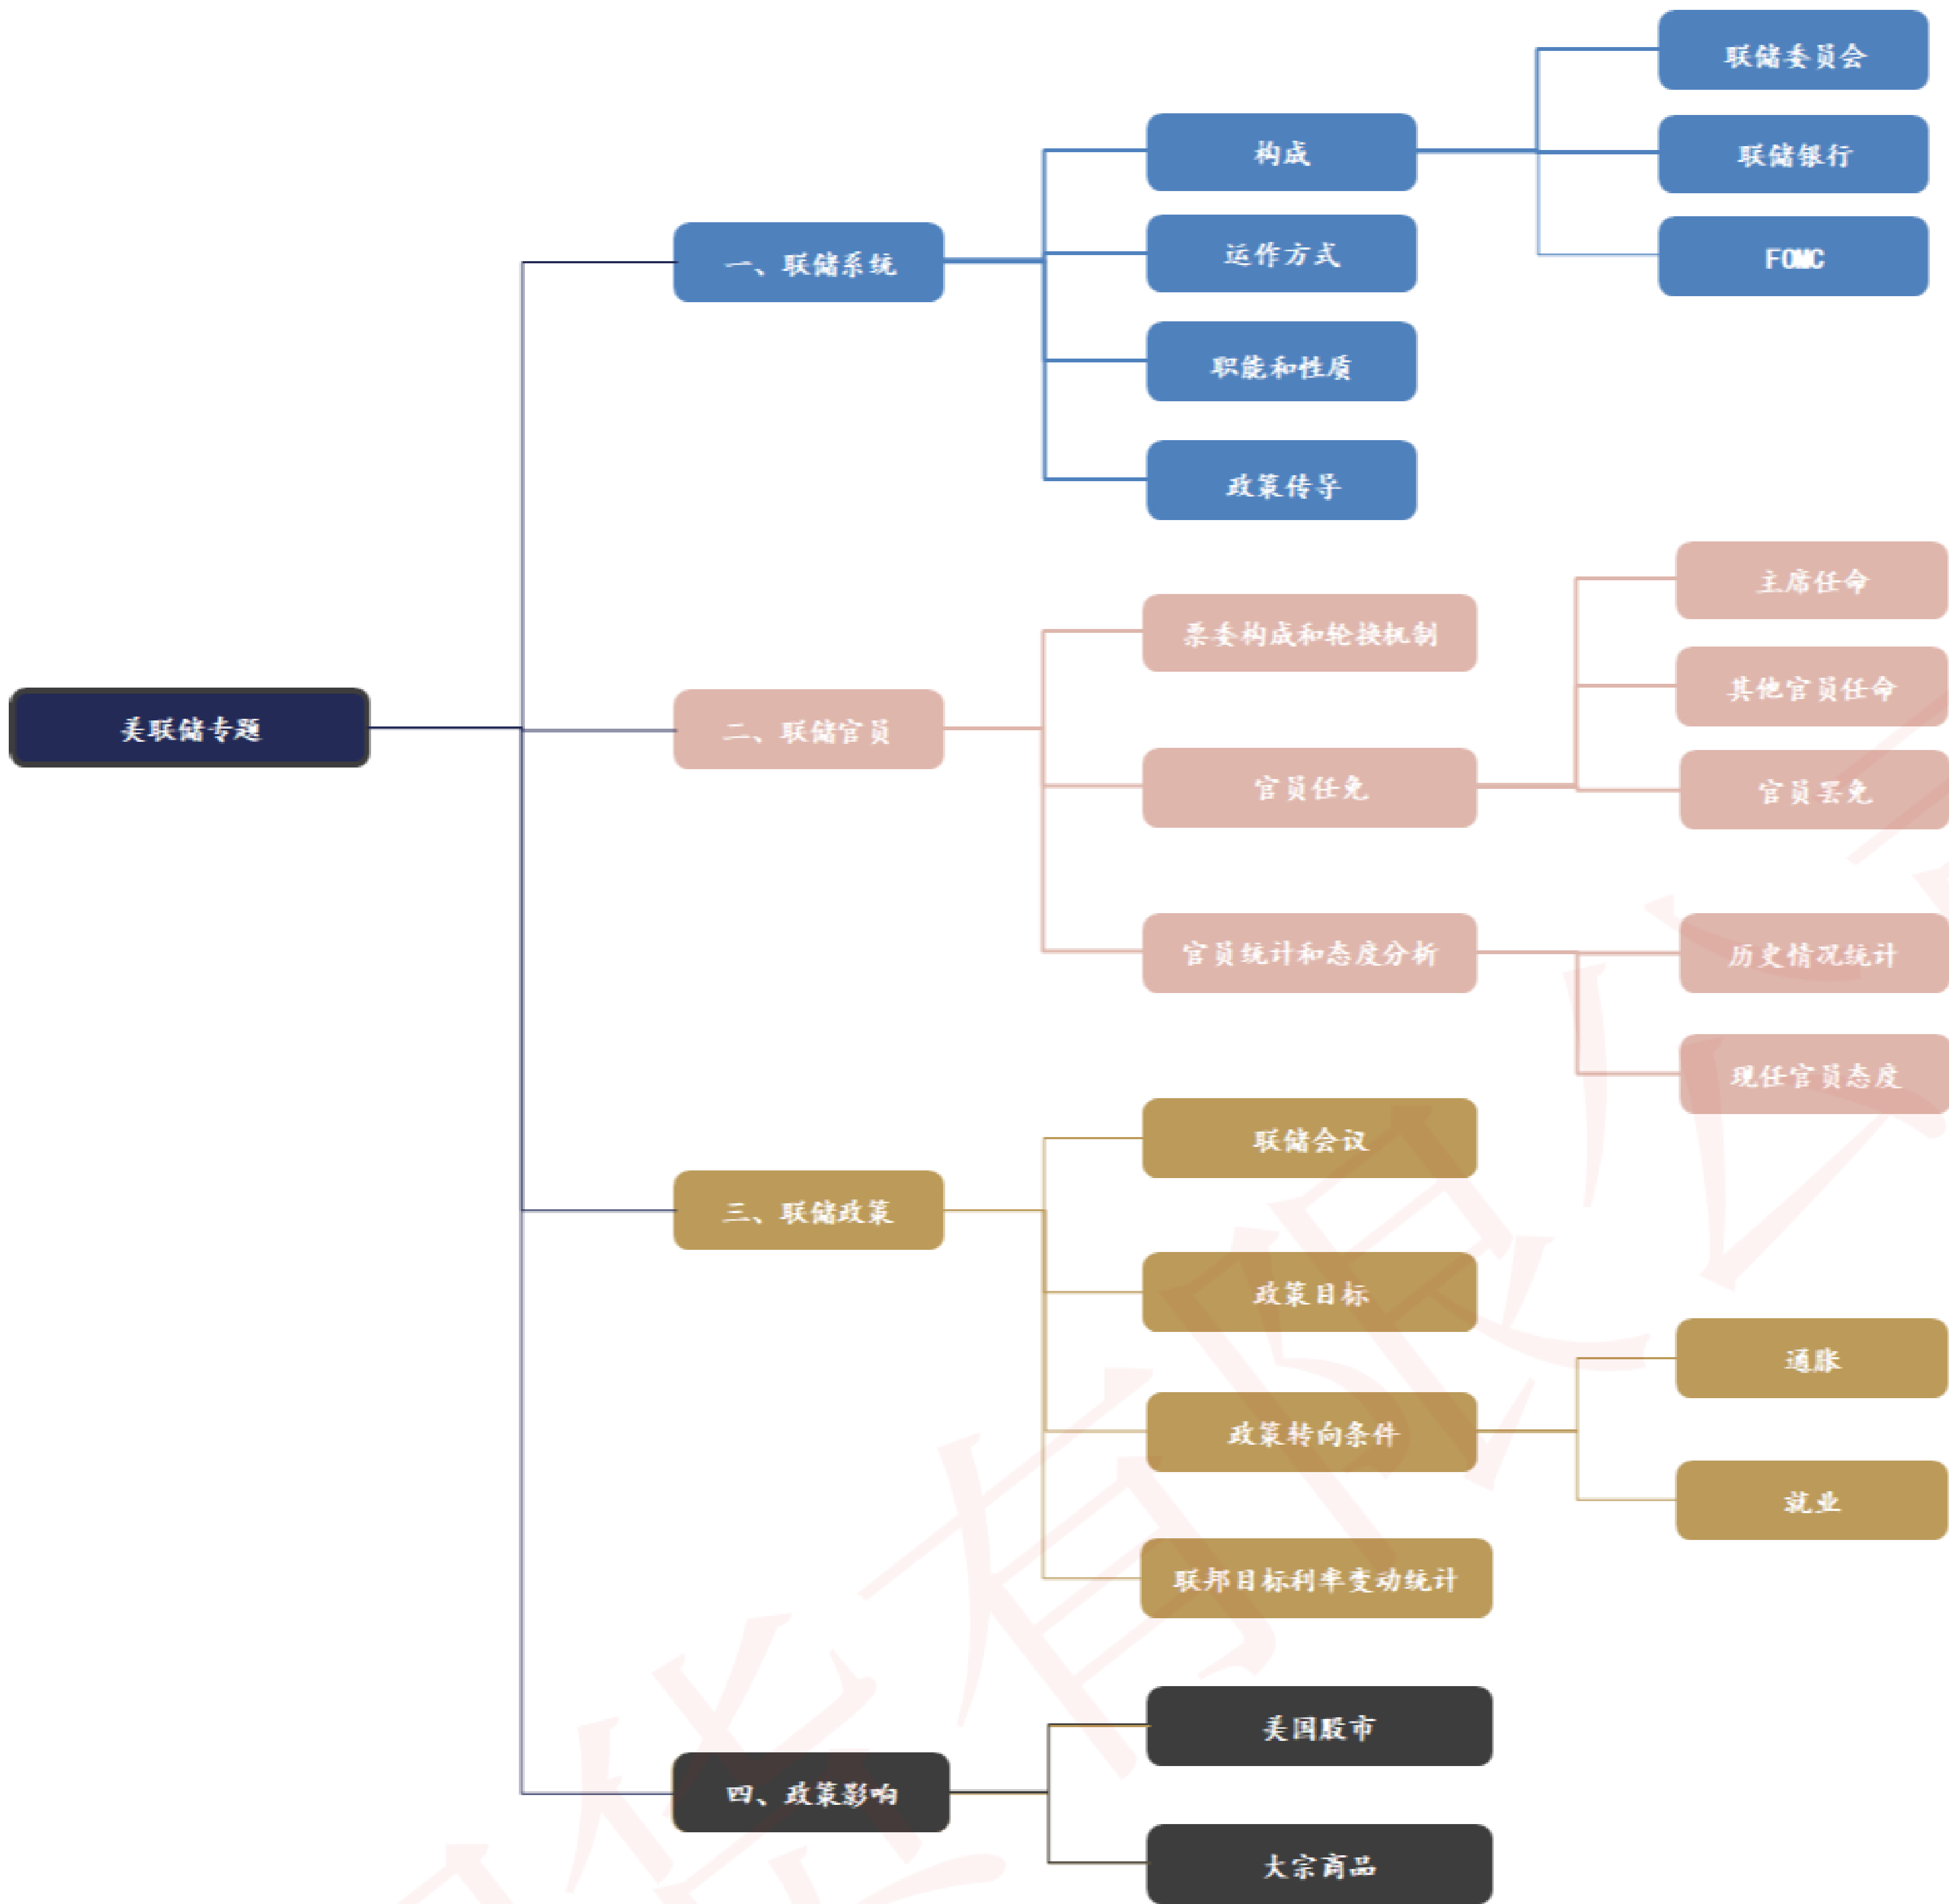 美联储专题
一、联储系统
构成
联储委员会
联储银行
FOMC
运作方式
职能和性质
政策传导
二、联储官员
票委构成和轮换机制
官员任免
主席任命
其他官员任命
官员罢免
官员统计和态度分析
历史情况统计
现任官员态度
三、联储政策
联储会议
政策目标
政策转向条件
通胀
就业
联邦目标利率变动统计
四、政策影响
美国股市
大宗商品
货有限公